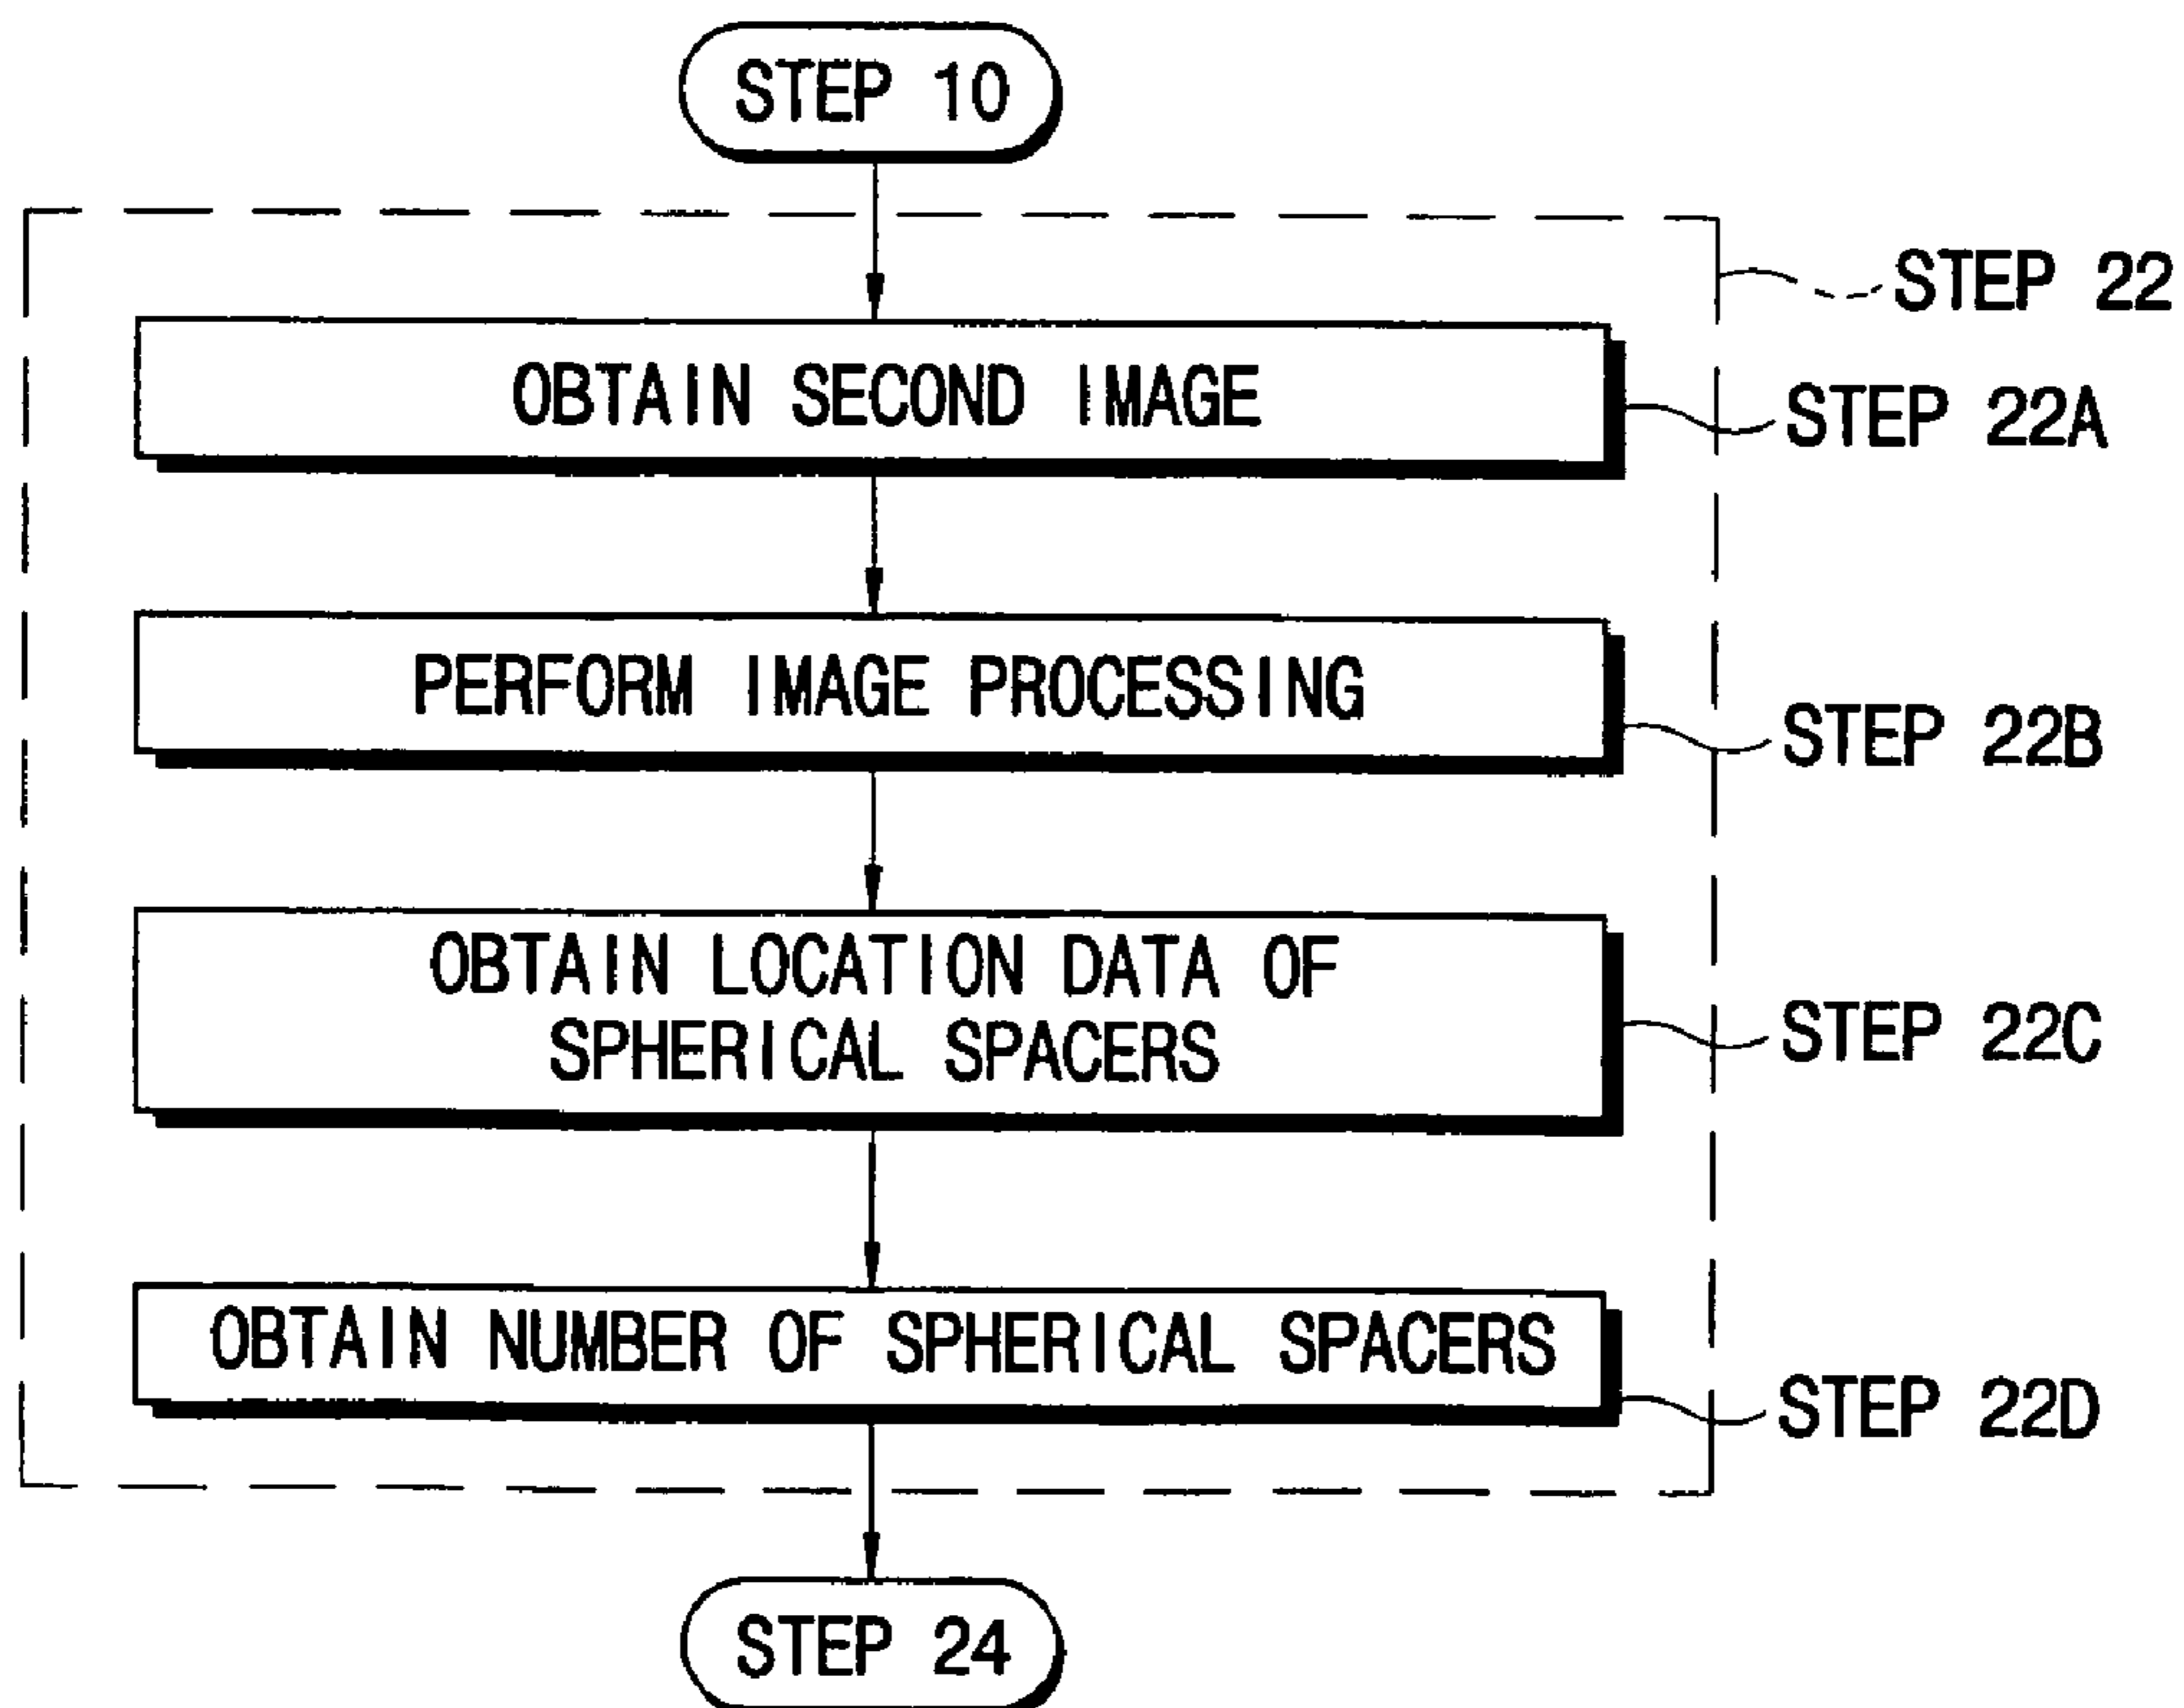 STEP 10
STEP 22
OBTAIN SECOND IMAGE
STEP 22A
PERFORM IMAGE PROCESSING
STEP 22B
OBTAIN LOCATION DATA OF
SPHERICAL SPACERS
STEP 22C
OBTAIN NUMBER OF SPHERICAL SPACERS
STEP 22D
STEP 24